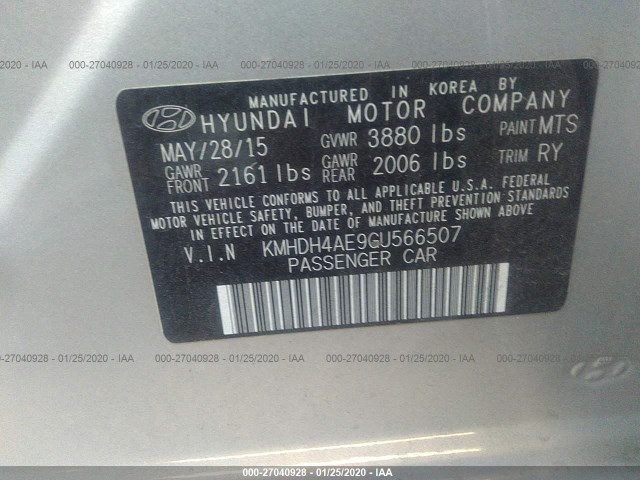 000-27040928 - 01/25/2020 - IAA
MANUFACTURED IN KOREA BY
HYUNDAI MOTOR COMPANY
MAY/28/15 GVWR 3880 lbs PAINT MTS
GAWR FRONT 2161 lbs GAWR REAR 2006 lbs TRIM RY
THIS VEHICLE CONFORMS TO ALL APPLICABLE U.S.A. FEDERAL
MOTOR VEHICLE SAFETY, BUMPER, AND THEFT PREVENTION STANDARDS
IN EFFECT ON THE DATE OF MANUFACTURE SHOWN ABOVE.
V.I.N KMHDH4AE9GU566507
PASSENGER CAR
000-27040928 - 01/25/2020 - IAA
000-27040928 - 01/25/2020 - IAA